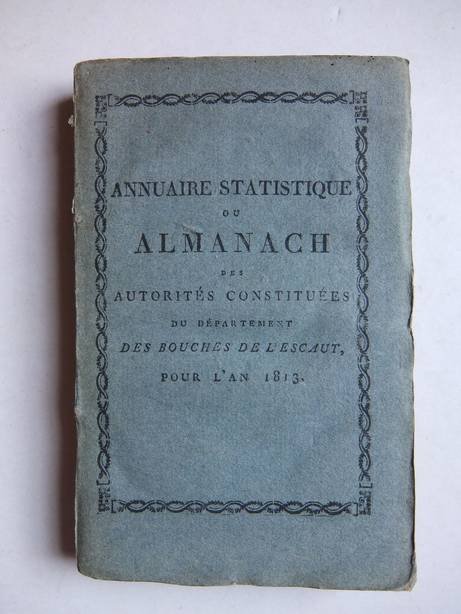 ANNUAIRE STATISTIQUE
OU
ALMANACH
DES
AUTORITÉS CONSTITUÉES
DU DÉPARTEMENT
DES BOUCHES DE L'ESCAUT,
POUR L'AN 1813.